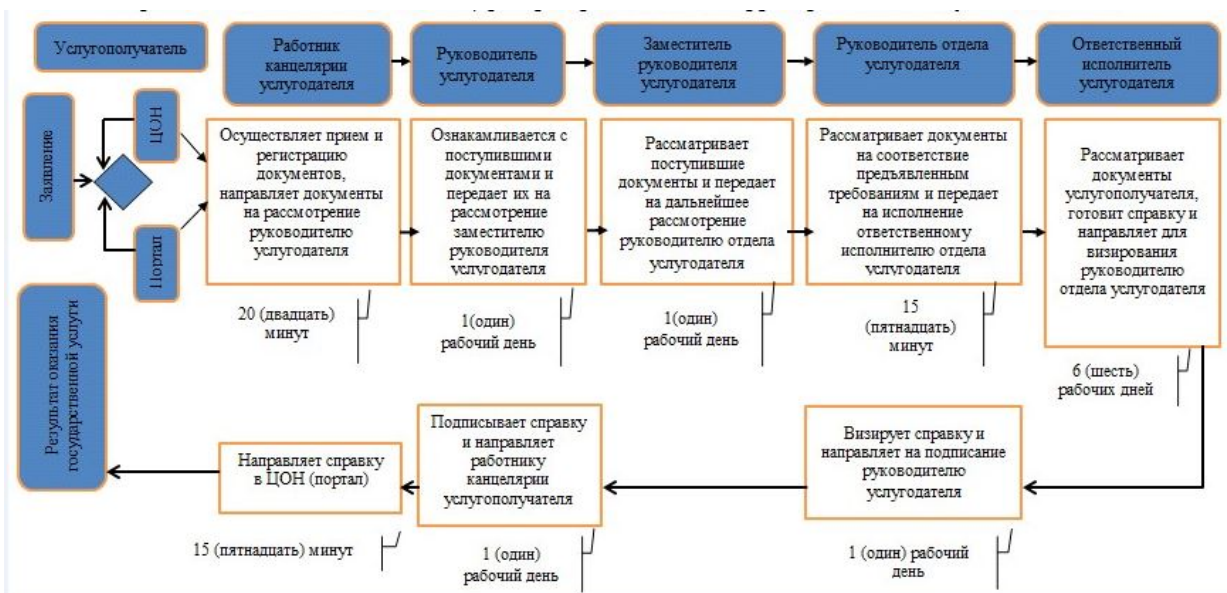 Услугополучатель
Работник
канцелярии
услугодателя
Руководитель
услугодателя
Заместитель
руководителя
услугодателя
Руководитель отдела
услугодателя
Ответственный
исполнитель
услугодателя
Заявление
ЦОН
Портал
Осуществляет прием и
регистрацию
документов,
направляет документы
на рассмотрение
руководителю
услугодателя
Ознакамливается с
поступившими
документами и
передает их на
рассмотрение
заместителю
руководителя
услугодателя
Рассматривает
поступившие
документы и передает
на дальнейшее
рассмотрение
руководителю отдела
услугодателя
Рассматривает документы
на соответствие
предъявленным
требованиям и передает
на исполнение
ответственному
исполнителю отдела
услугодателя
Рассматривает
документы
услугополучателя,
готовит справку и
направляет для
визирования
руководителю
отдела услугодателя
20 (двадцать)
минут
1(один)
рабочий день
1(один)
рабочий день
15
(пятнадцать)
минут
6 (шесть)
рабочих дней
Результат оказания
государственной услуги
Направляет справку
в ЦОН (портал)
Подписывает справку
и направляет
работнику
канцелярии
услугополучателя
Визирует справку и
направляет на подписание
руководителю
услугодателя
15 (пятнадцать) минут
1 (один)
рабочий день
1 (один) рабочий
день